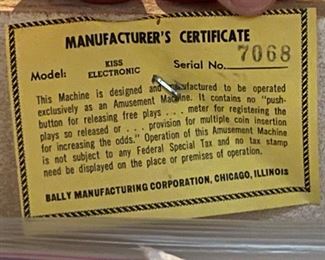 MANUFACTURER'S CERTIFICATE
Model: KISS ELECTRONIC Serial No. 7068
This Machine is designed and manufactured to be operated
exclusively as an Amusement Machine. It contains no "push-
button for releasing free plays . . . meter for registering the
plays so released or . . . provision for multiple coin insertion
for increasing the odds." Operation of this Amusement Machine
is not subject to any Federal Special Tax and no tax stamp
need be displayed on the place or premises of operation.
BALLY MANUFACTURING CORPORATION, CHICAGO, ILLINOIS